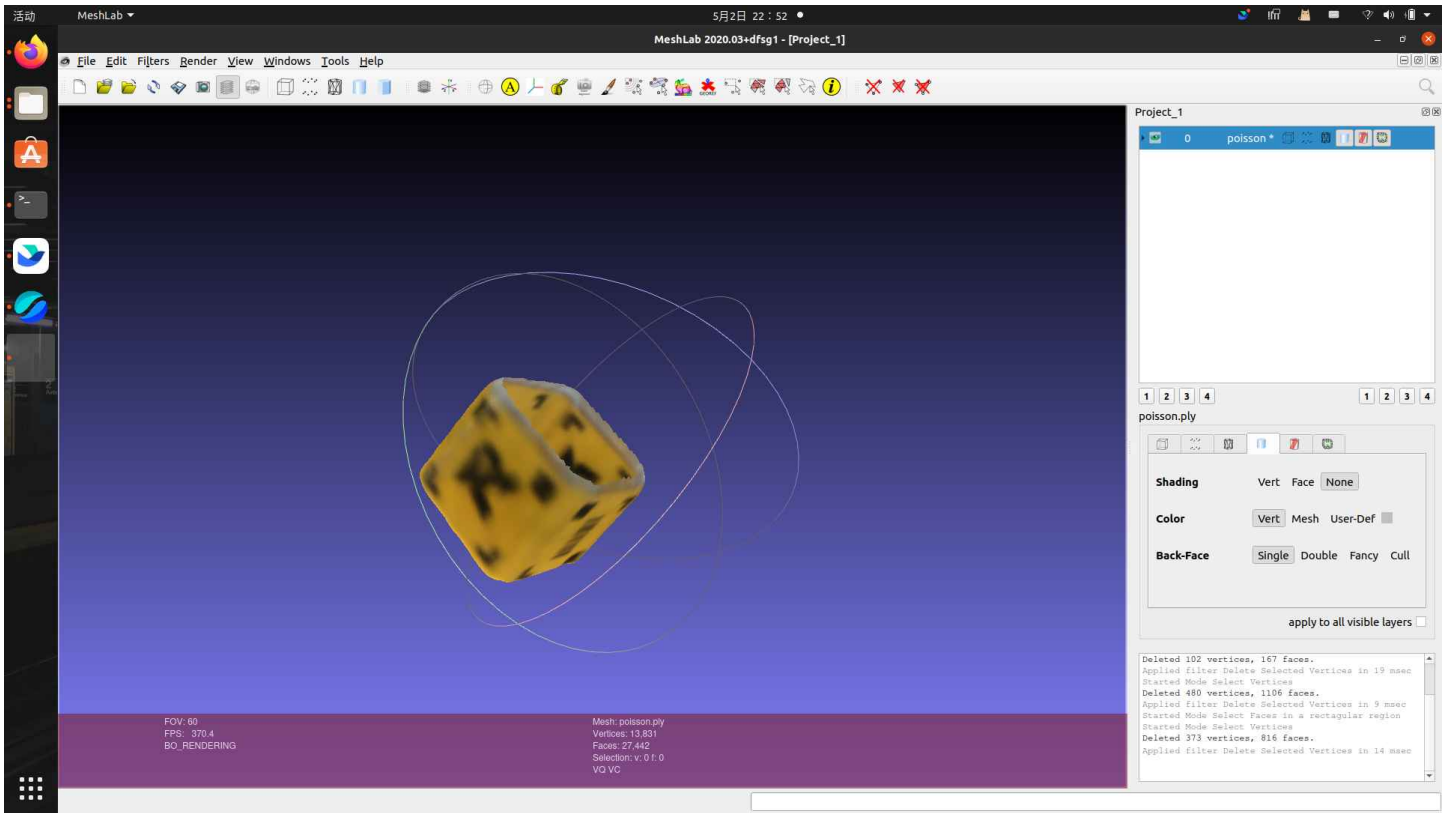 活动
MeshLab
5月2日 22：52
MeshLab 2020.03+dfsg1 - [Project_1]
File Edit Filters Render View Windows Tools Help
Project_1
0 poisson *
1 2 3 4
1 2 3 4
poisson.ply
Shading Vert Face None
Color Vert Mesh User-Def
Back-Face Single Double Fancy Cull
apply to all visible layers
Deleted 102 vertices, 167 faces.
Applied filter Delete Selected Vertices in 19 msec
Started Mode Select Vertices
Deleted 480 vertices, 1106 faces.
Applied filter Delete Selected Vertices in 9 msec
Started Mode Select Faces in a rectagular region
Started Mode Select Vertices
Deleted 373 vertices, 816 faces.
Applied filter Delete Selected Vertices in 14 msec
FOV: 60
FPS: 370.4
BO_RENDERING
Mesh: poisson.ply
Vertices: 13,831
Faces: 27,442
Selection: v: 0 f: 0
VQ VC